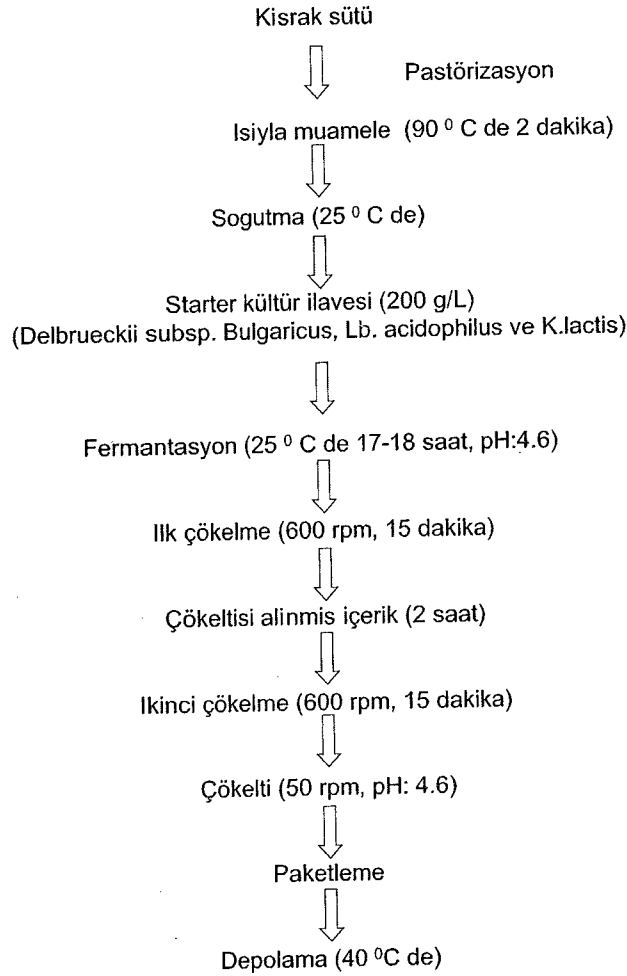 Kisrak sütü
Pastörizasyon
Isiyla muamele (90 ⁰ C de 2 dakika)
Sogutma (25 ⁰ C de)
Starter kültür ilavesi (200 g/L)
(Delbrueckii subsp. Bulgaricus, Lb. acidophilus ve K.lactis)
Fermantasyon (25 ⁰ C de 17-18 saat, pH:4.6)
Ilk çökelme (600 rpm, 15 dakika)
Çökeltisi alinmis içerik (2 saat)
Ikinci çökelme (600 rpm, 15 dakika)
Çökelti (50 rpm, pH: 4.6)
Paketleme
Depolama (40 ⁰C de)